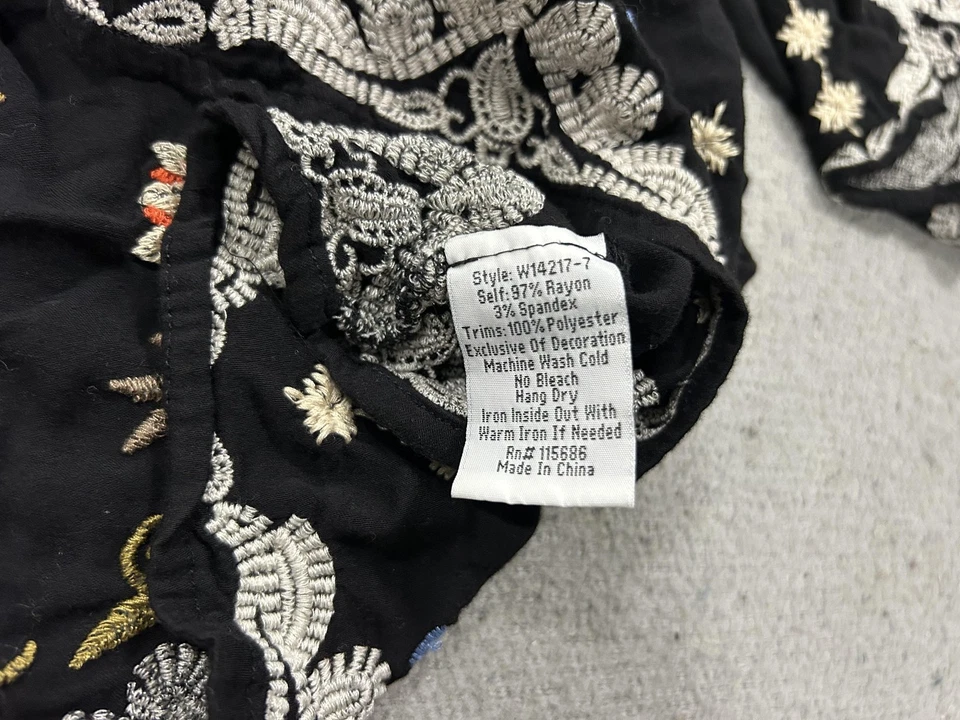 Style: W14217-7
Self: 97% Rayon
3% Spandex
Trims: 100% Polyester
Exclusive Of Decoration
Machine Wash Cold
No Bleach
Hang Dry
Iron Inside Out With
Warm Iron If Needed
Rn# 115686
Made In China